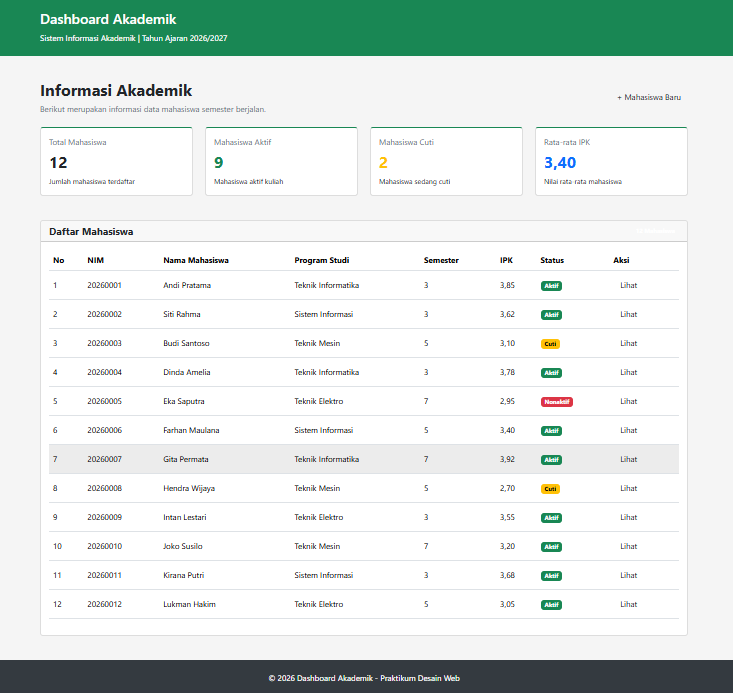 Dashboard Akademik
Sistem Informasi Akademik | Tahun Ajaran 2026/2027
Informasi Akademik
Berikut merupakan informasi data mahasiswa semester berjalan.
+ Mahasiswa Baru
Total Mahasiswa
12
Jumlah mahasiswa terdaftar
Mahasiswa Aktif
9
Mahasiswa aktif kuliah
Mahasiswa Cuti
2
Mahasiswa sedang cuti
Rata-rata IPK
3,40
Nilai rata-rata mahasiswa
Daftar Mahasiswa
No NIM Nama Mahasiswa Program Studi Semester IPK Status Aksi
1 20260001 Andi Pratama Teknik Informatika 3 3,85 Aktif Lihat
2 20260002 Siti Rahma Sistem Informasi 3 3,62 Aktif Lihat
3 20260003 Budi Santoso Teknik Mesin 5 3,10 Cuti Lihat
4 20260004 Dinda Amelia Teknik Informatika 3 3,78 Aktif Lihat
5 20260005 Eka Saputra Teknik Elektro 7 2,95 Nonaktif Lihat
6 20260006 Farhan Maulana Sistem Informasi 5 3,40 Aktif Lihat
7 20260007 Gita Permata Teknik Informatika 7 3,92 Aktif Lihat
8 20260008 Hendra Wijaya Teknik Mesin 5 2,70 Cuti Lihat
9 20260009 Intan Lestari Teknik Elektro 3 3,55 Aktif Lihat
10 20260010 Joko Susilo Teknik Mesin 7 3,20 Aktif Lihat
11 20260011 Kirana Putri Sistem Informasi 3 3,68 Aktif Lihat
12 20260012 Lukman Hakim Teknik Elektro 5 3,05 Aktif Lihat
© 2026 Dashboard Akademik - Praktikum Desain Web